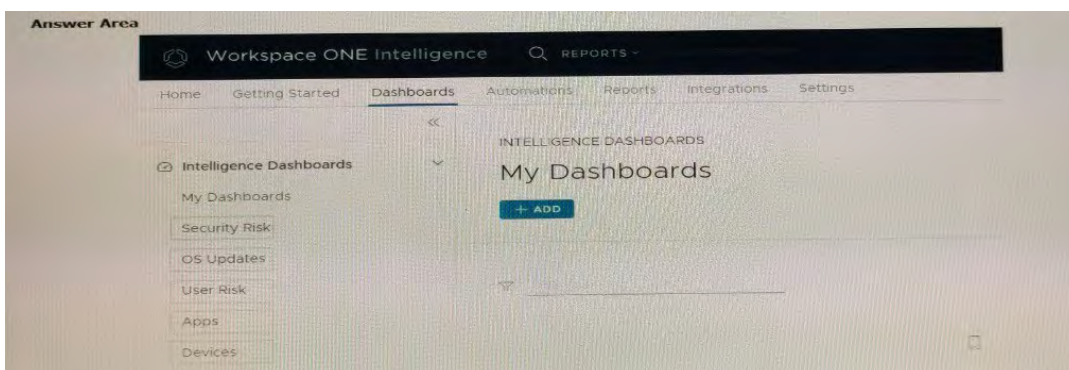 Answer Area
Workspace ONE Intelligence REPORTS
Home Getting Started Dashboards Automations Reports Integrations Settings
INTELLIGENCE DASHBOARDS
Intelligence Dashboards
My Dashboards
+ ADD
My Dashboards
Security Risk
OS Updates
User Risk
Apps
Devices